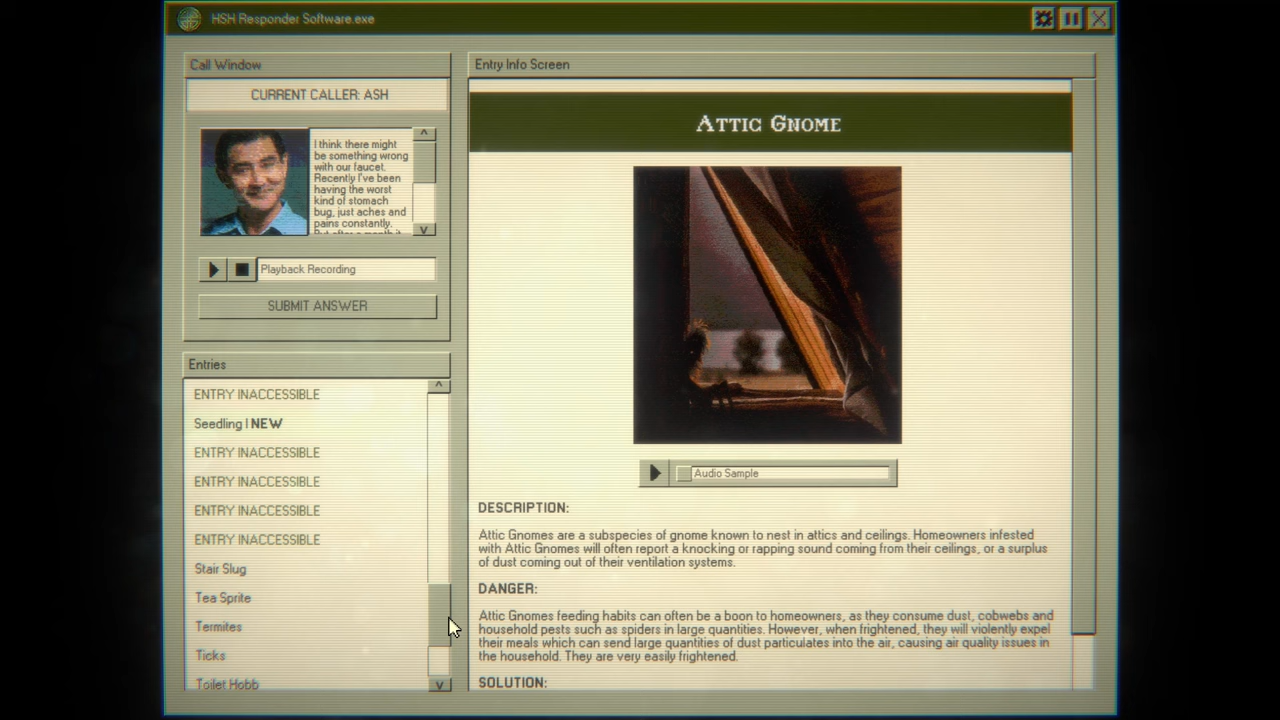 HSH Responder Software.exe
Call Window
CURRENT CALLER: ASH
I think there might
be something wrong
with our faucet.
Recently I've been
having the worst
kind of stomach
bug, just aches and
pains constantly.
But after a month it
Playback Recording
SUBMIT ANSWER
Entries
ENTRY INACCESSIBLE
Seedling | NEW
ENTRY INACCESSIBLE
ENTRY INACCESSIBLE
ENTRY INACCESSIBLE
ENTRY INACCESSIBLE
Stair Slug
Tea Sprite
Termites
Ticks
Toilet Hobb
Entry Info Screen
Attic Gnome
Audio Sample
DESCRIPTION:
Attic Gnomes are a subspecies of gnome known to nest in attics and ceilings. Homeowners infested
with Attic Gnomes will often report a knocking or rapping sound coming from their ceilings, or a surplus
of dust coming out of their ventilation systems.
DANGER:
Attic Gnomes feeding habits can often be a boon to homeowners, as they consume dust, cobwebs and
household pests such as spiders in large quantities. However, when frightened, they will violently expel
their meals which can send large quantities of dust particulates into the air, causing air quality issues in
the household. They are very easily frightened.
SOLUTION: